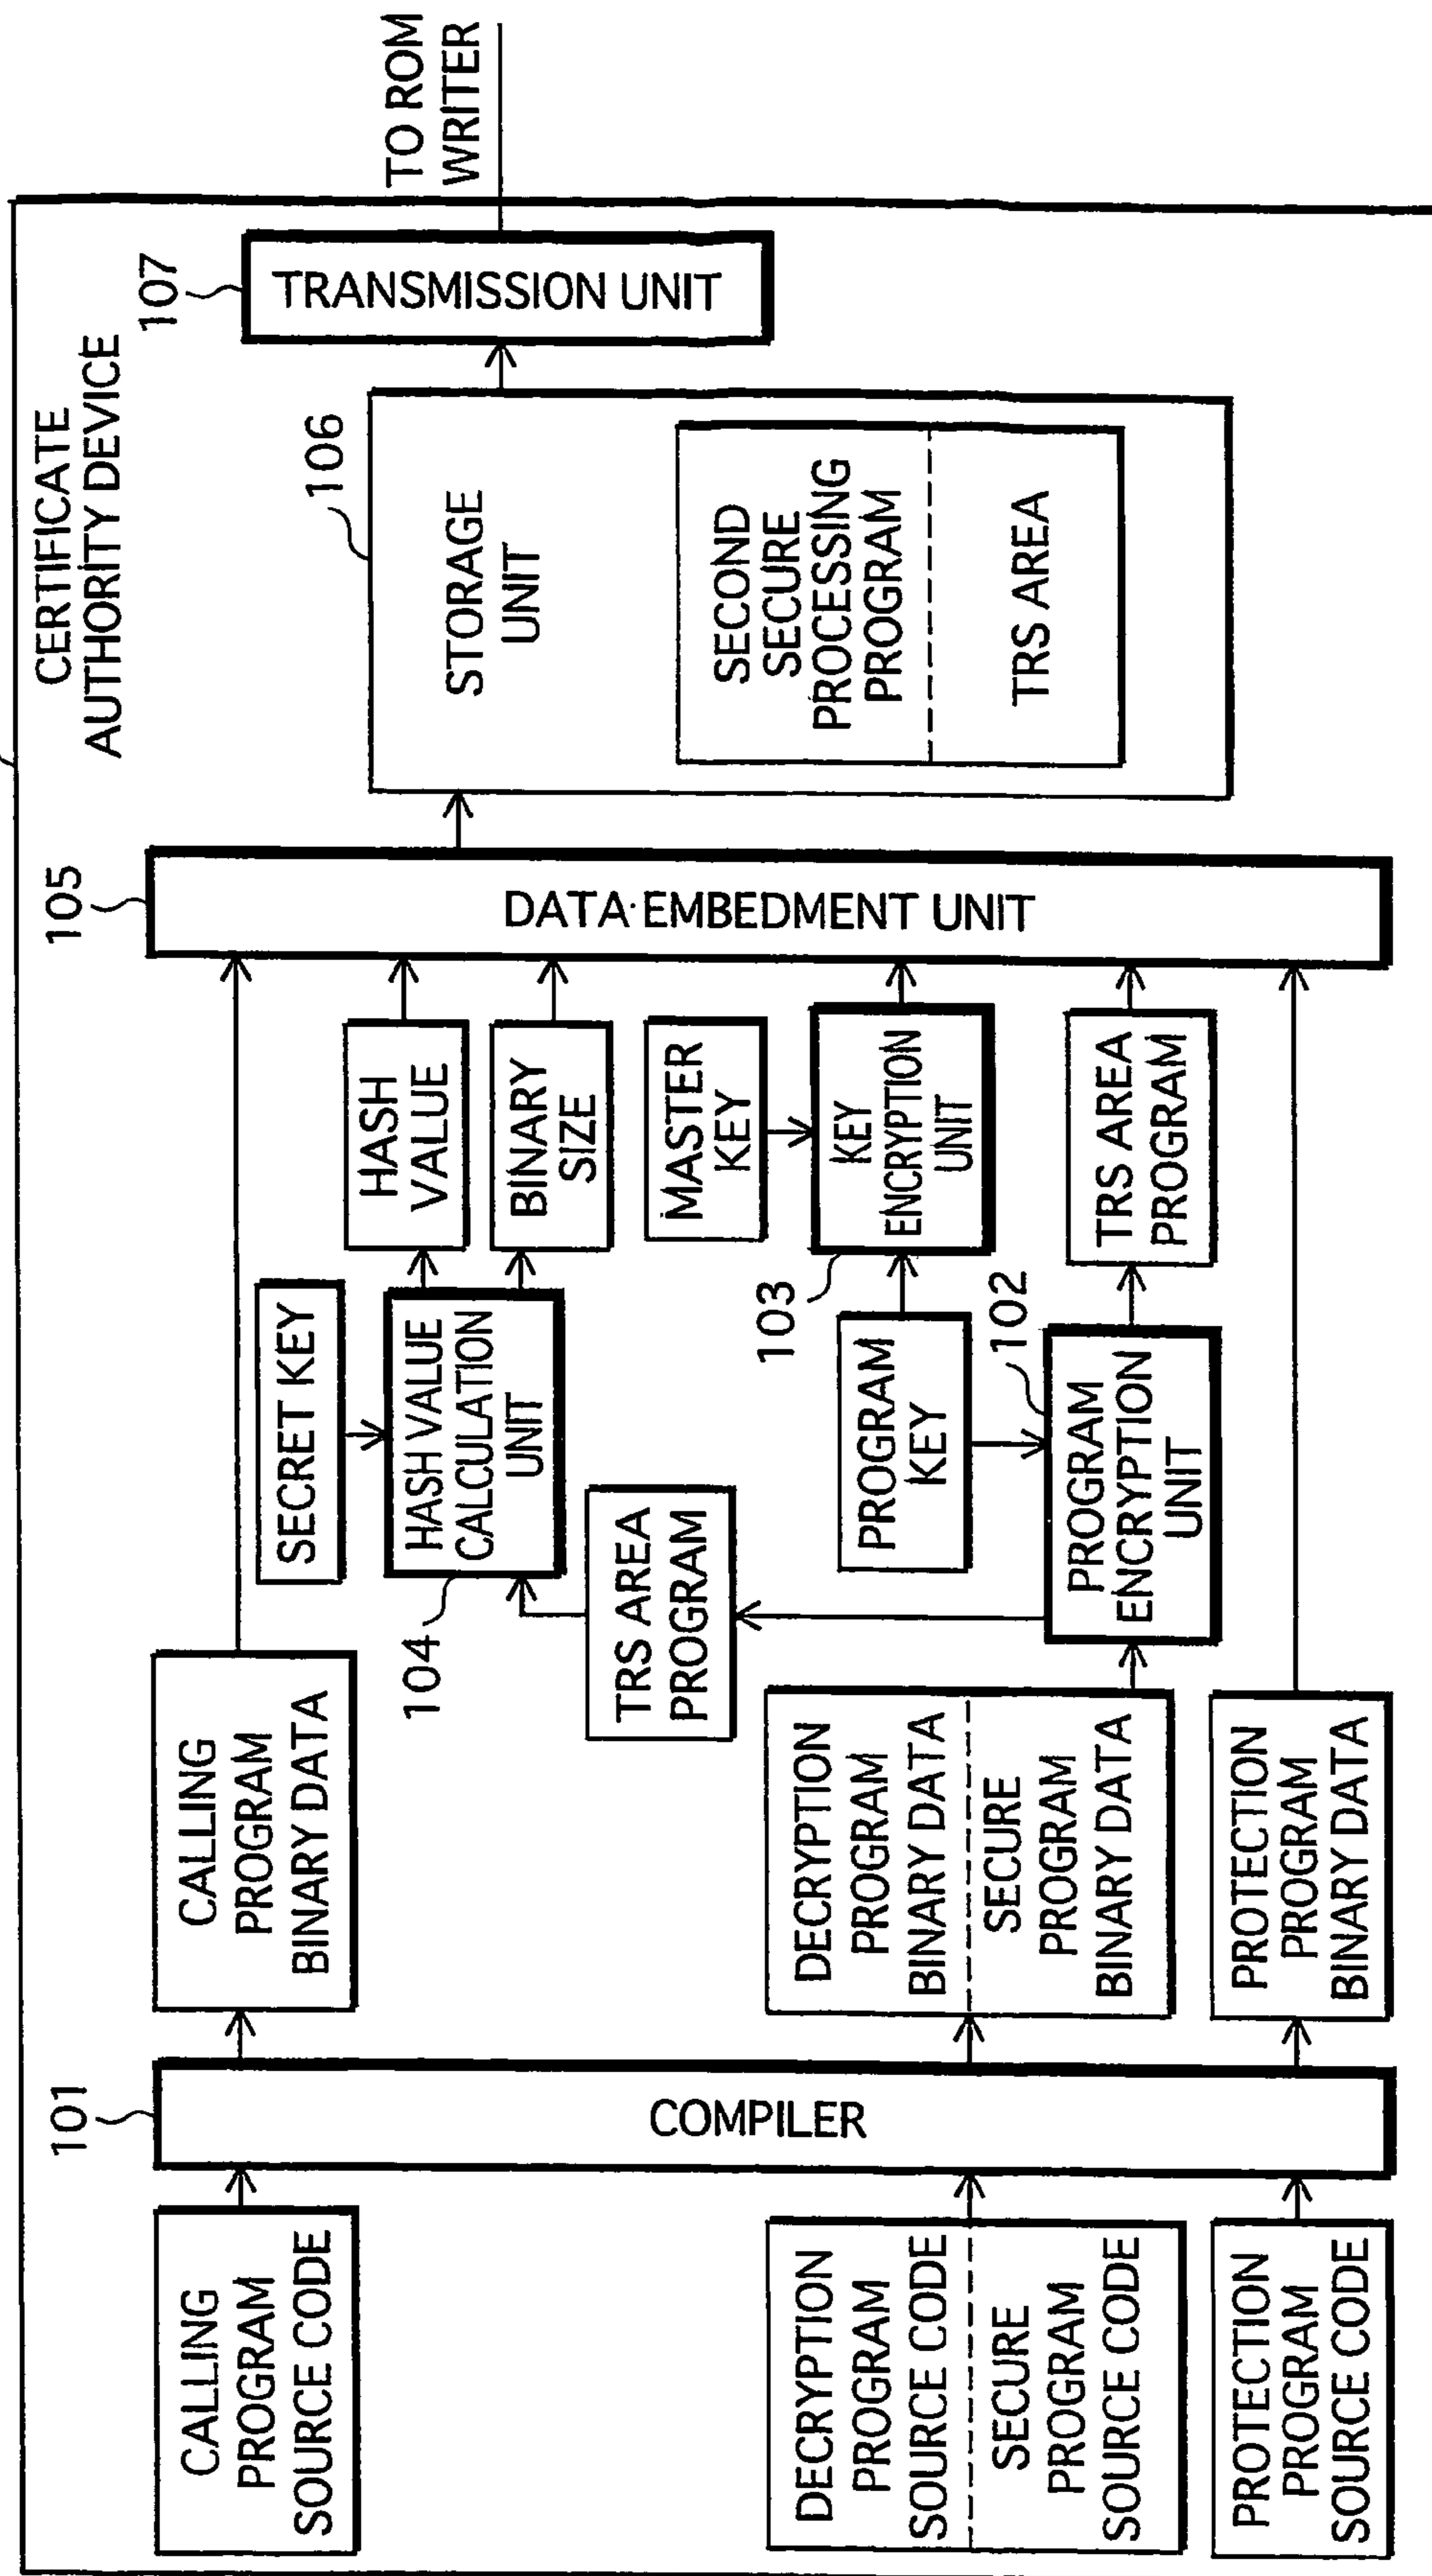 CERTIFICATE
AUTHORITY DEVICE
CALLING
PROGRAM
SOURCE CODE
DECRYPTION
PROGRAM
SOURCE CODE
SECURE
PROGRAM
SOURCE CODE
PROTECTION
PROGRAM
SOURCE CODE
101
COMPILER
CALLING
PROGRAM
BINARY DATA
DECRYPTION
PROGRAM
BINARY DATA
SECURE
PROGRAM
BINARY DATA
PROTECTION
PROGRAM
BINARY DATA
SECRET KEY
104
HASH VALUE
CALCULATION
UNIT
TRS AREA
PROGRAM
PROGRAM
KEY
102
PROGRAM
ENCRYPTION
UNIT
HASH
VALUE
BINARY
SIZE
MASTER
KEY
103
KEY
ENCRYPTION
UNIT
TRS AREA
PROGRAM
105
DATA EMBEDMENT UNIT
106
STORAGE
UNIT
SECOND
SECURE
PROCESSING
PROGRAM
TRS AREA
107
TRANSMISSION UNIT
TO ROM
WRITER